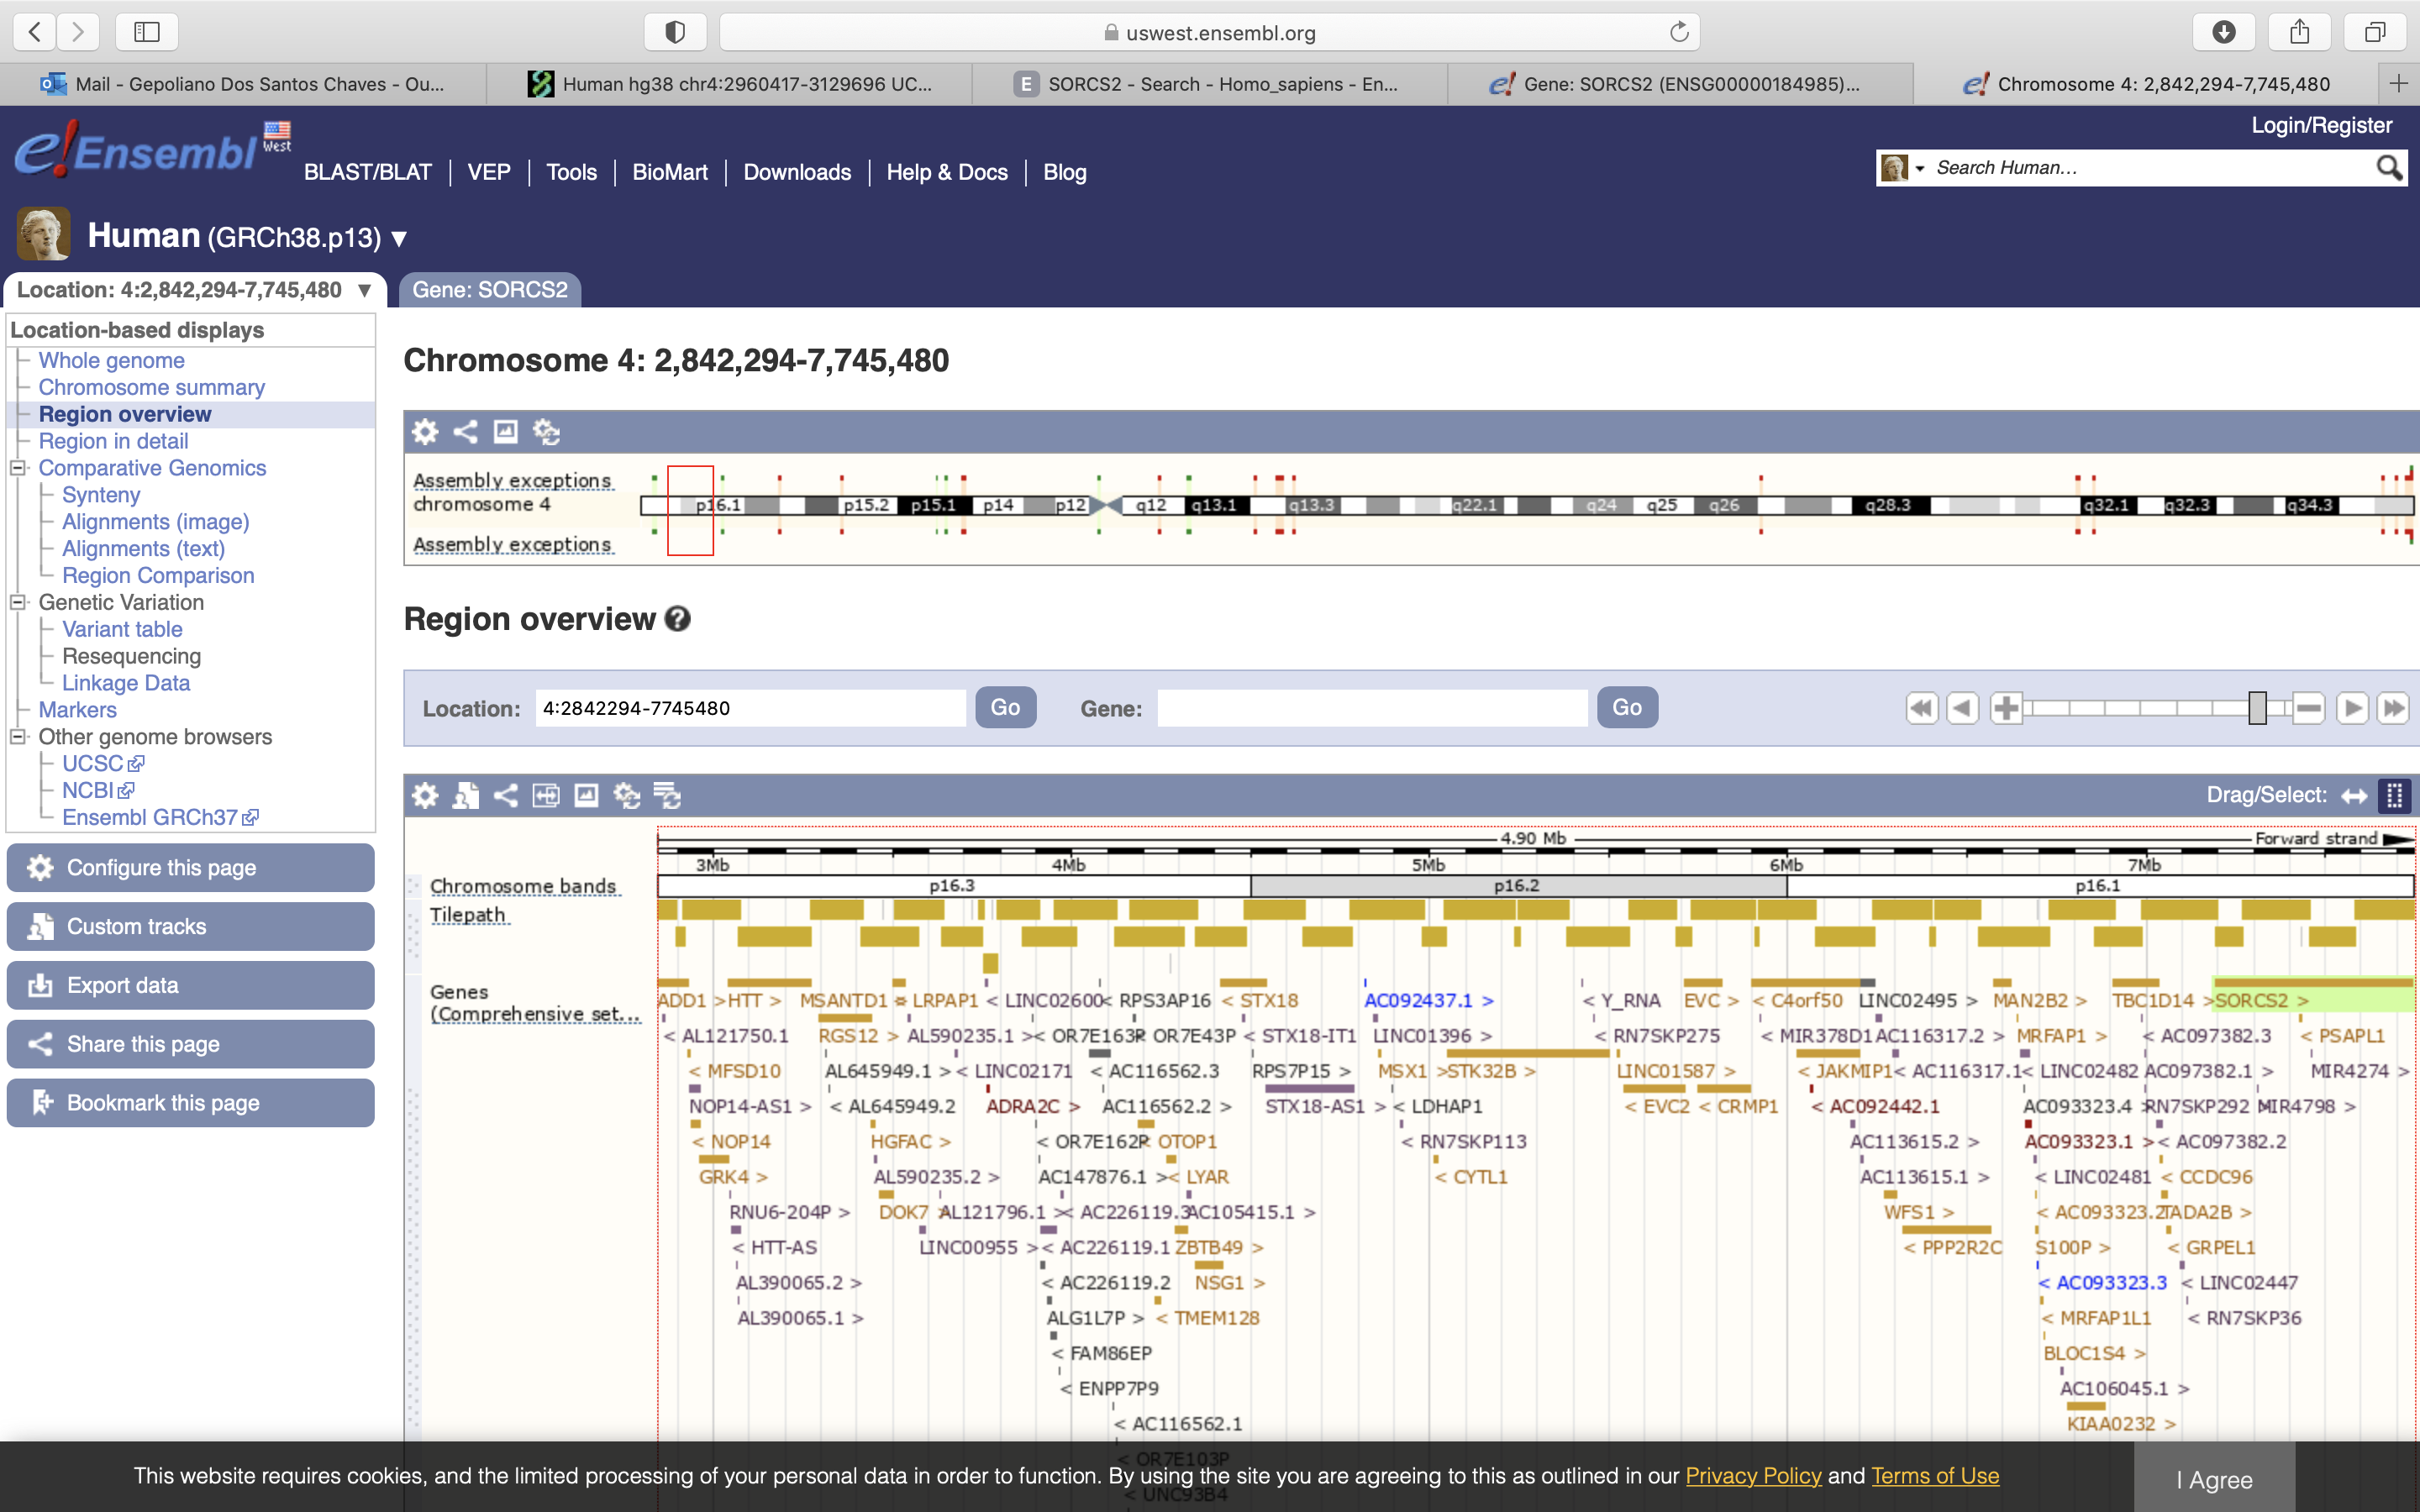 uswest.ensembl.org
Mail - Gepoliano Dos Santos Chaves - Ou...
Human hg38 chr4:2960417-3129696 UC...
E SORCS2 - Search - Homo_sapiens - En...
Gene: SORCS2 (ENSG00000184985)...
Chromosome 4: 2,842,294-7,745,480
e!Ensembl West
Login/Register
BLAST/BLAT | VEP | Tools | BioMart | Downloads | Help & Docs | Blog
Search Human...
Human (GRCh38.p13) ▼
Location: 4:2,842,294-7,745,480 ▼
Gene: SORCS2
Location-based displays
Whole genome
Chromosome summary
Region overview
Region in detail
Comparative Genomics
Synteny
Alignments (image)
Alignments (text)
Region Comparison
Genetic Variation
Variant table
Resequencing
Linkage Data
Markers
Other genome browsers
UCSC
NCBI
Ensembl GRCh37
Configure this page
Custom tracks
Export data
Share this page
Bookmark this page
Chromosome 4: 2,842,294-7,745,480
Assembly exceptions
chromosome 4 p16.1 p15.2 p15.1 p14 p12 q12 q13.1 q13.3 q22.1 q24 q25 q26 q28.3 q32.1 q32.3 q34.3
Assembly exceptions
Region overview
Location: 4:2842294-7745480 Go Gene: Go
Drag/Select:
4.90 Mb Forward strand
3Mb 4Mb 5Mb 6Mb 7Mb
Chromosome bands p16.3 p16.2 p16.1
Tilepath
Genes
(Comprehensive set...
ADD1 > HTT > MSANTD1 < LRPAP1 < LINC02600 < RPS3AP16 < STX18 AC092437.1 > < Y_RNA EVC > < C4orf50 LINC02495 > MAN2B2 > TBC1D14 > SORCS2 >
< AL121750.1 RGS12 > AL590235.1 > < OR7E163P OR7E43P < STX18-IT1 LINC01396 > < RN7SKP275 < MIR378D1 AC116317.2 > MRFAP1 > < AC097382.3 < PSAPL1
< MFSD10 AL645949.1 > < LINC02171 < AC116562.3 RPS7P15 > MSX1 > STK32B > LINC01587 > < JAKMIP1 < AC116317.1 < LINC02482 AC097382.1 > MIR4274 >
NOP14-AS1 > < AL645949.2 ADRA2C > AC116562.2 > STX18-AS1 > < LDHAP1 < EVC2 < CRMP1 < AC092442.1 AC093323.4 > RN7SKP292 MIR4798 >
< NOP14 HGFAC > < OR7E162P < OTOP1 < RN7SKP113 AC113615.2 > AC093323.1 > < AC097382.2
GRK4 > AL590235.2 > AC147876.1 > < LYAR < CYTL1 AC113615.1 > < LINC02481 < CCDC96
RNU6-204P > DOK7 > AL121796.1 > < AC226119.3 AC105415.1 > WFS1 > < AC093323.2 TADA2B >
< HTT-AS LINC00955 > < AC226119.1 ZBTB49 > < PPP2R2C S100P > < GRPEL1
AL390065.2 > < AC226119.2 NSG1 > < AC093323.3 < LINC02447
AL390065.1 > ALG1L7P > < TMEM128 < MRFAP1L1 < RN7SKP36
< FAM86EP BLOC1S4 >
< ENPP7P9 AC106045.1 >
< AC116562.1 KIAA0232 >
< OR7E103P
This website requires cookies, and the limited processing of your personal data in order to function. By using the site you are agreeing to this as outlined in our Privacy Policy and Terms of Use
I Agree
< UNC93B4